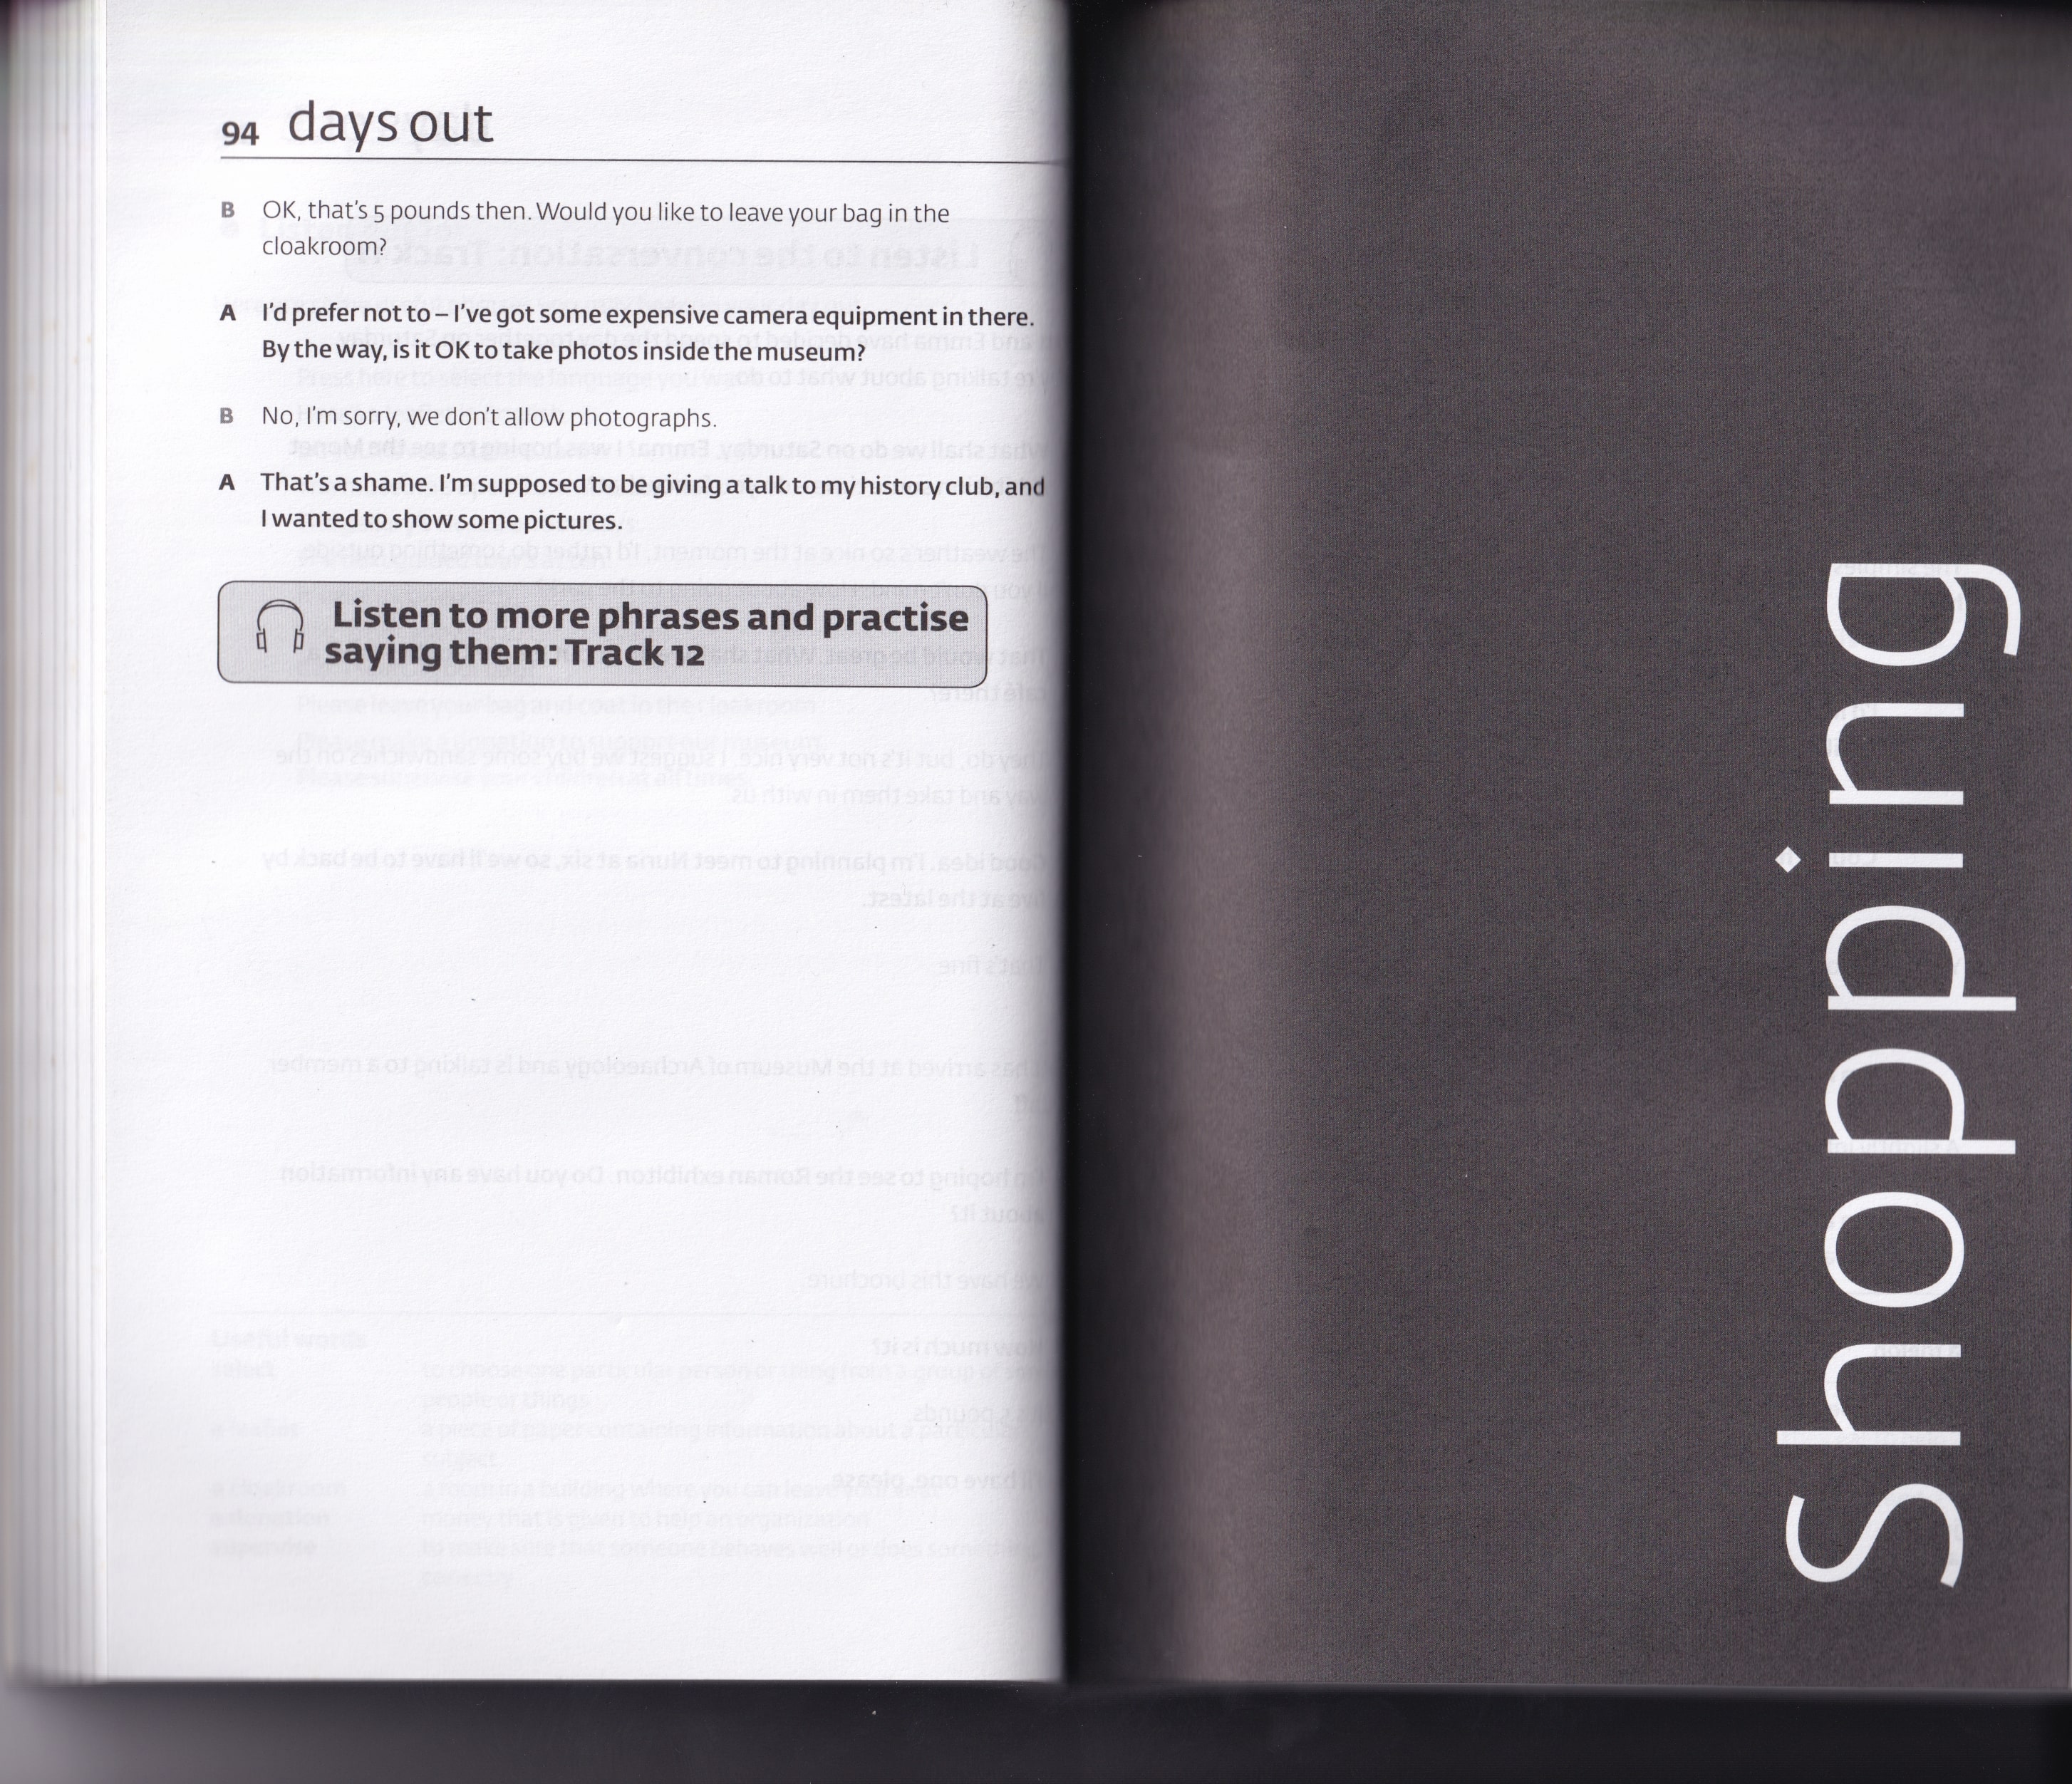 94 days out
B OK, that's 5 pounds then. Would you like to leave your bag in the
cloakroom?
A I'd prefer not to – I've got some expensive camera equipment in there.
By the way, is it OK to take photos inside the museum?
B No, I'm sorry, we don't allow photographs.
A That's a shame. I'm supposed to be giving a talk to my history club, and
I wanted to show some pictures.
Listen to more phrases and practise
saying them: Track 12
Shopping